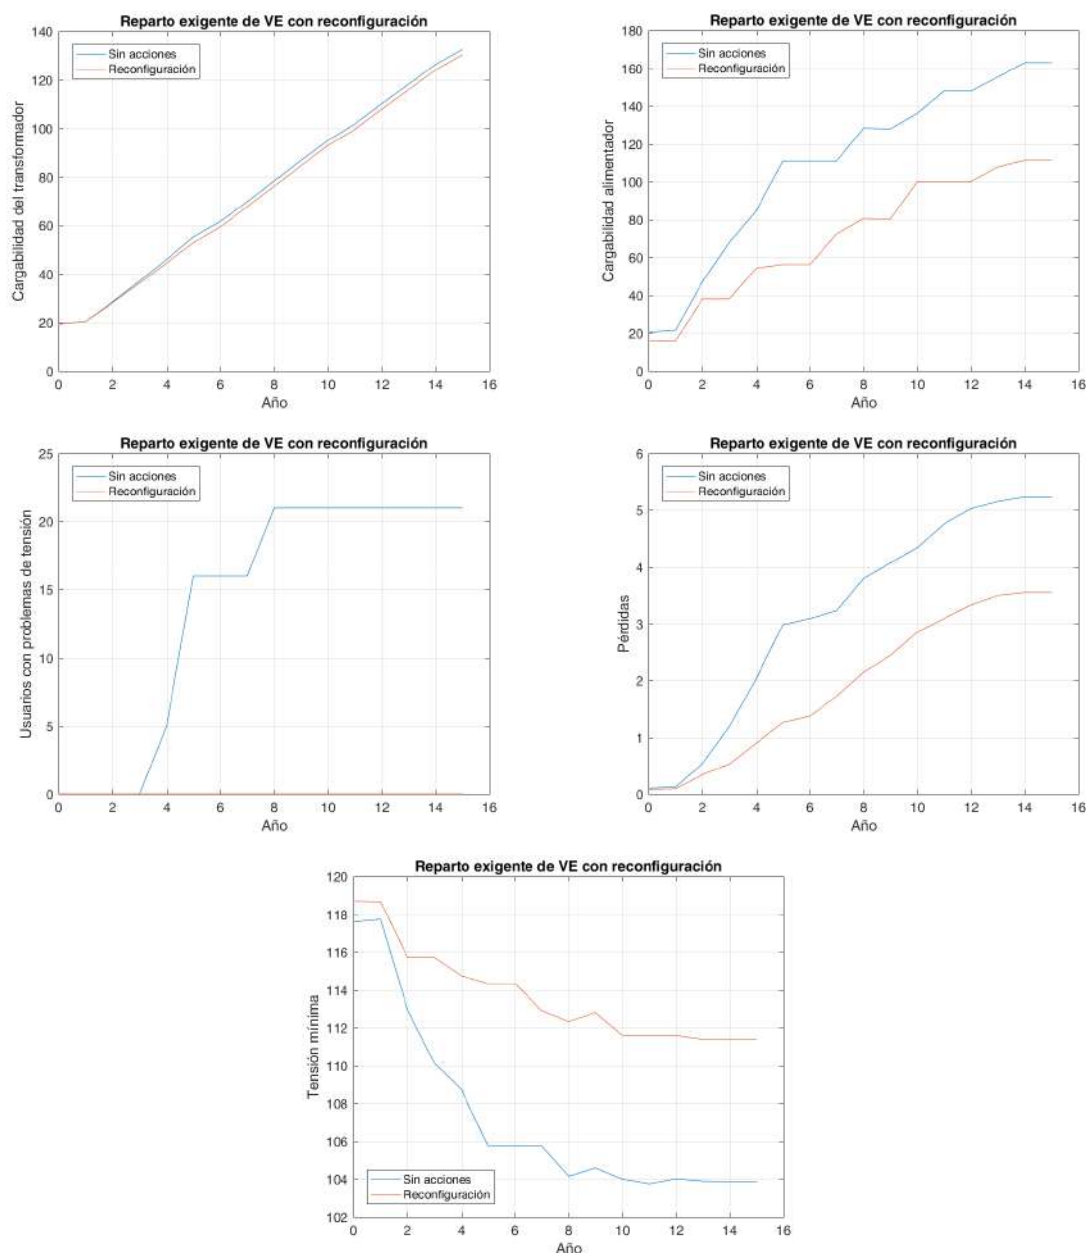 Reparto exigente de VE con reconfiguración
Sin acciones
Reconfiguración
Cargabilidad del transformador
140
120
100
80
60
40
20
0
0 2 4 6 8 10 12 14 16
Año
Reparto exigente de VE con reconfiguración
Sin acciones
Reconfiguración
Cargabilidad alimentador
180
160
140
120
100
80
60
40
20
0
0 2 4 6 8 10 12 14 16
Año
Reparto exigente de VE con reconfiguración
Sin acciones
Reconfiguración
Usuarios con problemas de tensión
25
20
15
10
5
0
0 2 4 6 8 10 12 14 16
Año
Reparto exigente de VE con reconfiguración
Sin acciones
Reconfiguración
Pérdidas
6
5
4
3
2
1
0
0 2 4 6 8 10 12 14 16
Año
Reparto exigente de VE con reconfiguración
Tensión mínima
120
118
116
114
112
110
108
106
104
102
Sin acciones
Reconfiguración
0 2 4 6 8 10 12 14 16
Año